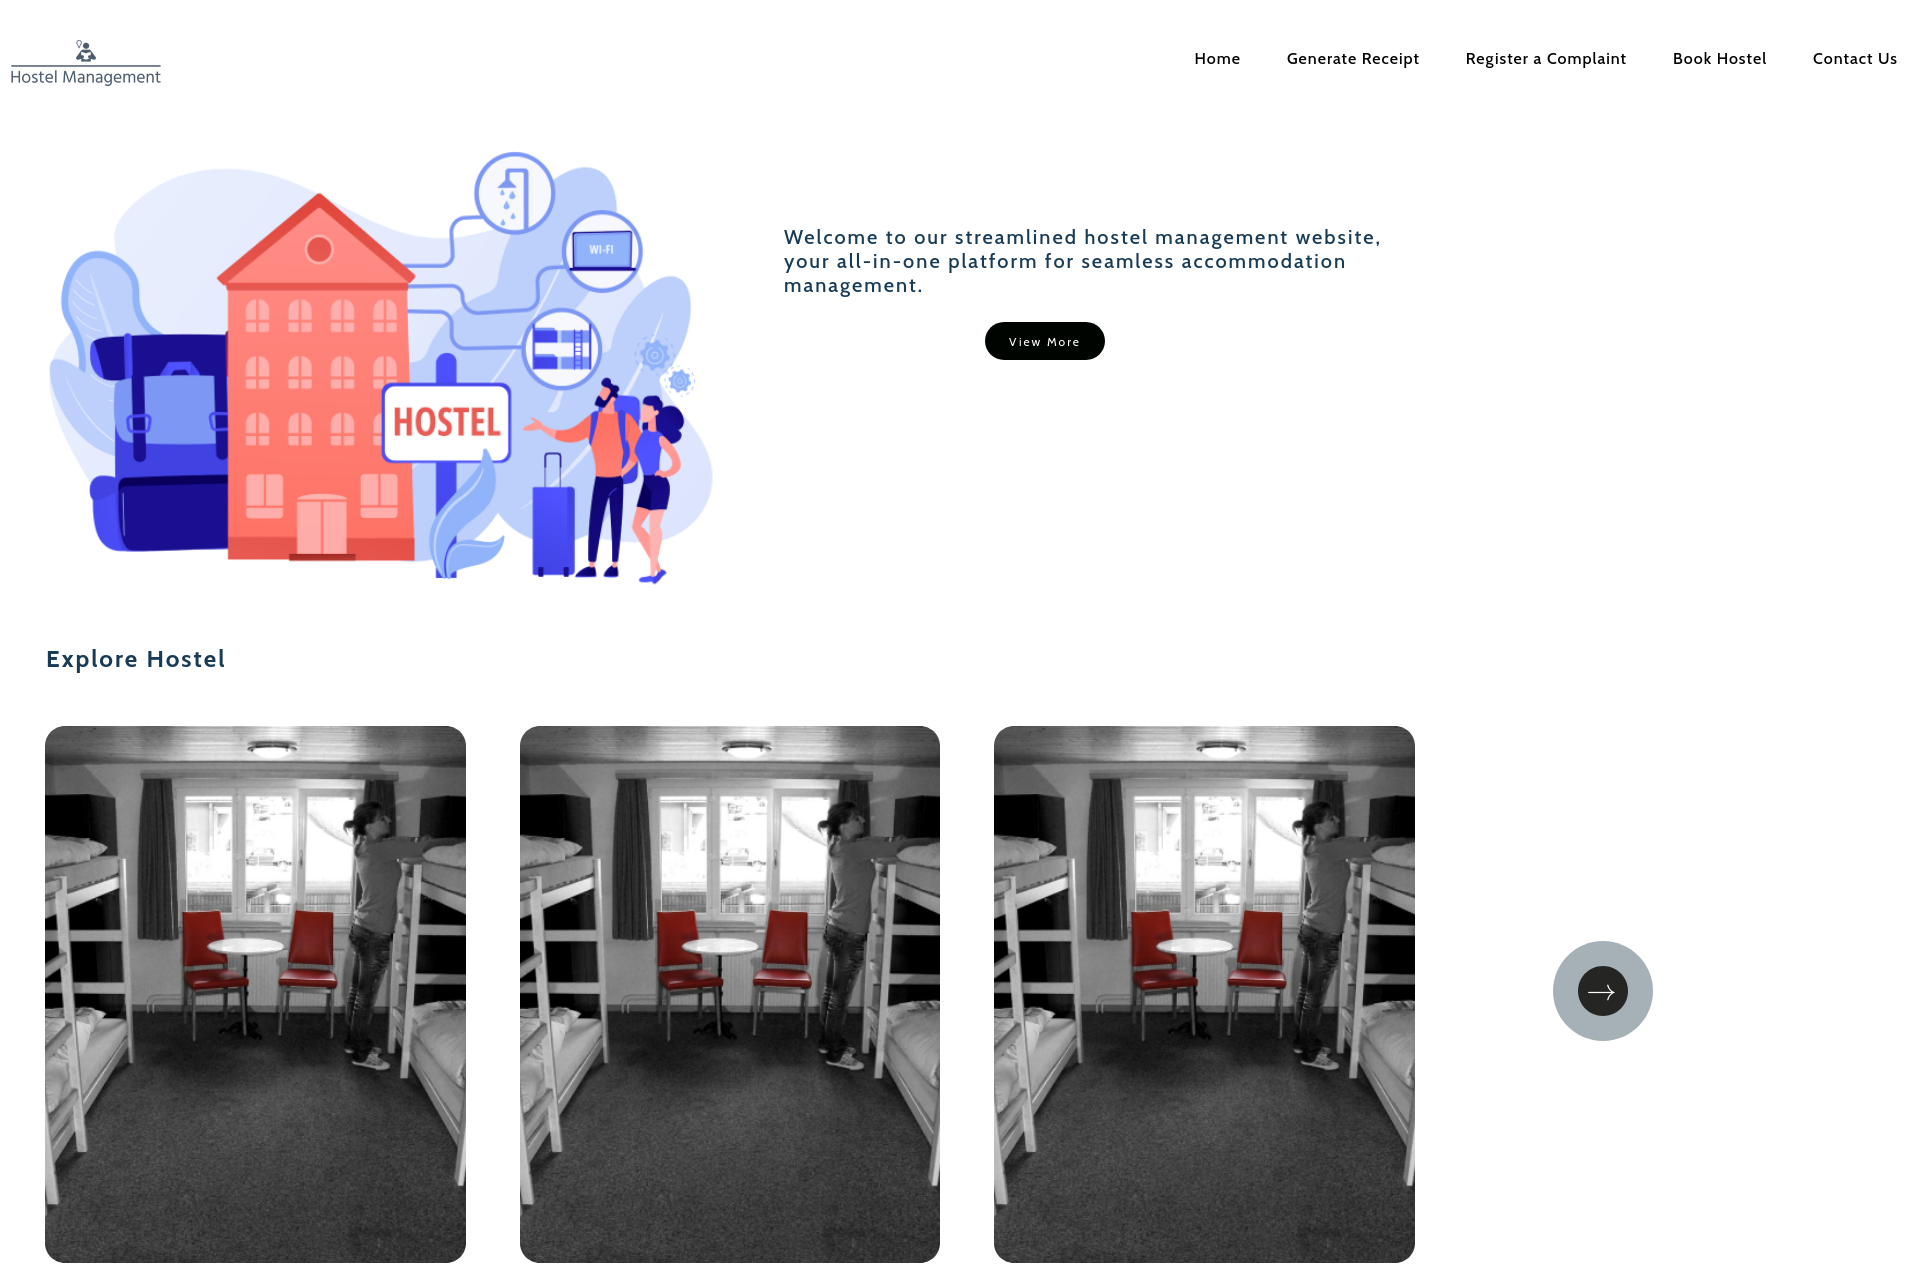 Hostel Management
Home
Generate Receipt
Register a Complaint
Book Hostel
Contact Us
WI-FI
HOSTEL
Welcome to our streamlined hostel management website,
your all-in-one platform for seamless accommodation
management.
View More
Explore Hostel